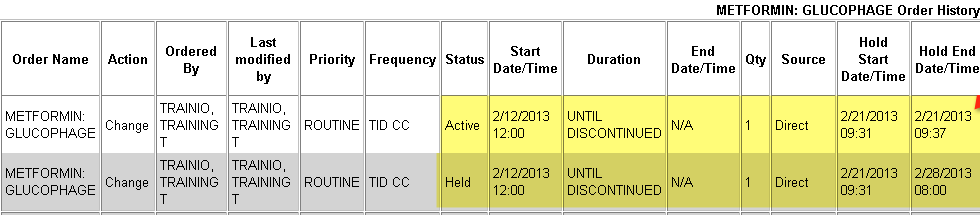 METFORMIN: GLUCOPHAGE Order History
Order Name Action Ordered By Last modified by Priority Frequency Status Start Date/Time Duration End Date/Time Qty Source Hold Start Date/Time Hold End Date/Time
METFORMIN: GLUCOPHAGE Change TRAINIO, TRAINING T TRAINIO, TRAINING T ROUTINE TID CC Active 2/12/2013 12:00 UNTIL DISCONTINUED N/A 1 Direct 2/21/2013 09:31 2/21/2013 09:37
METFORMIN: GLUCOPHAGE Change TRAINIO, TRAINING T TRAINIO, TRAINING T ROUTINE TID CC Held 2/12/2013 12:00 UNTIL DISCONTINUED N/A 1 Direct 2/21/2013 09:31 2/28/2013 08:00